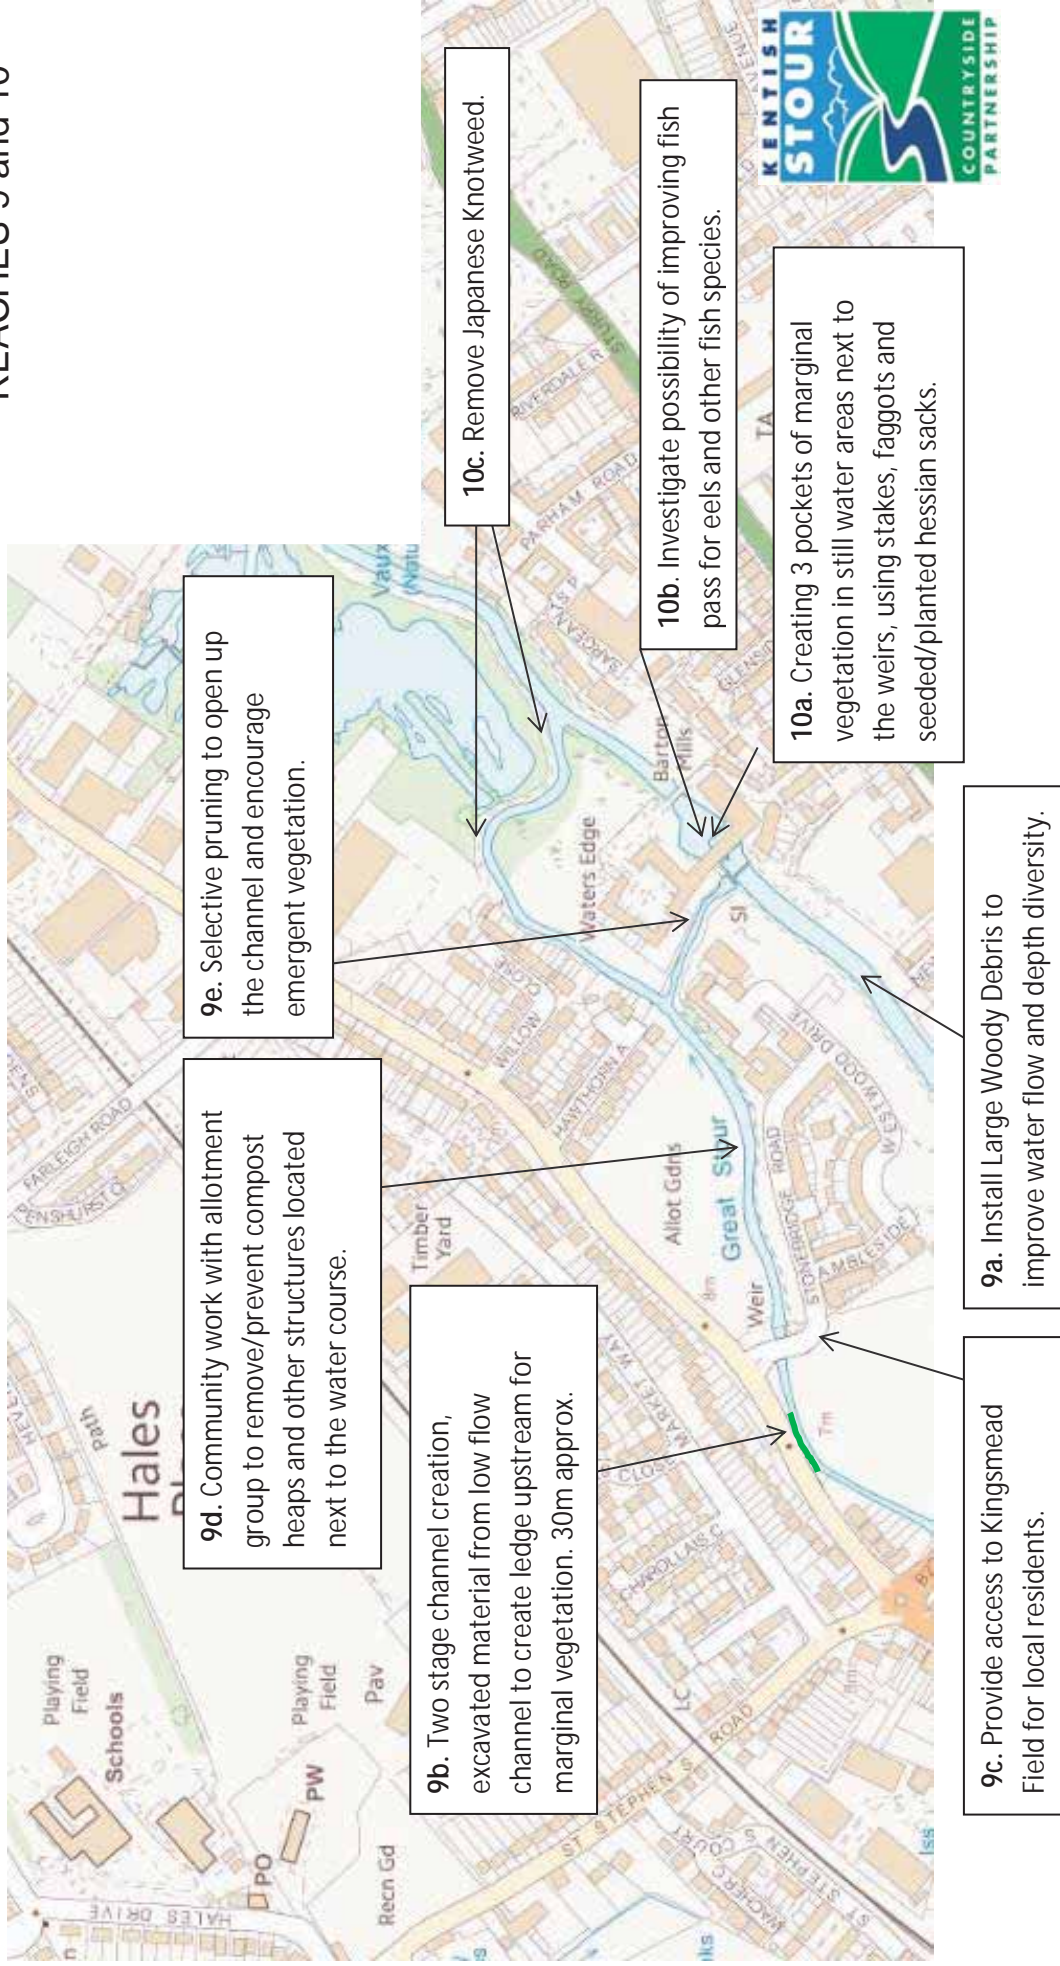 REACHES 9 and 10
Playing
Field
Schools
Path
Hales
HALES DRIVE
PO
PW
Playing
Field
Pav
Recn Gd
FARLEIGH ROAD
PENSHURST CL
Timber
Yard
9d. Community work with allotment
group to remove/prevent compost
heaps and other structures located
next to the water course.
9e. Selective pruning to open up
the channel and encourage
emergent vegetation.
9b. Two stage channel creation,
excavated material from low flow
channel to create ledge upstream for
marginal vegetation. 30m approx.
10c. Remove Japanese Knotweed.
10b. Investigate possibility of improving fish
pass for eels and other fish species.
10a. Creating 3 pockets of marginal
vegetation in still water areas next to
the weirs, using stakes, faggots and
seeded/planted hessian sacks.
9c. Provide access to Kingsmead
Field for local residents.
9a. Install Large Woody Debris to
improve water flow and depth diversity.
ST STEPHEN'S ROAD
LC
CHAROLLAIS
CLOS
MARKET WAY
8m
7m
Weir
Allot Gdns
Great Stour
STONEBRIDGE ROAD
AMBLESIDE
WESTWOOD DRIVE
HAWTHORN A
WILLOW
CLOSE
Waters Edge
Sl
Barton
Mills
Vaux
(Natu
PARHAM ROAD
RIVERDALE R
STURRY ROAD
TA
AVENUE
ST STEPHEN'S
COURT
KENTISH
STOUR
COUNTRYSIDE
PARTNERSHIP